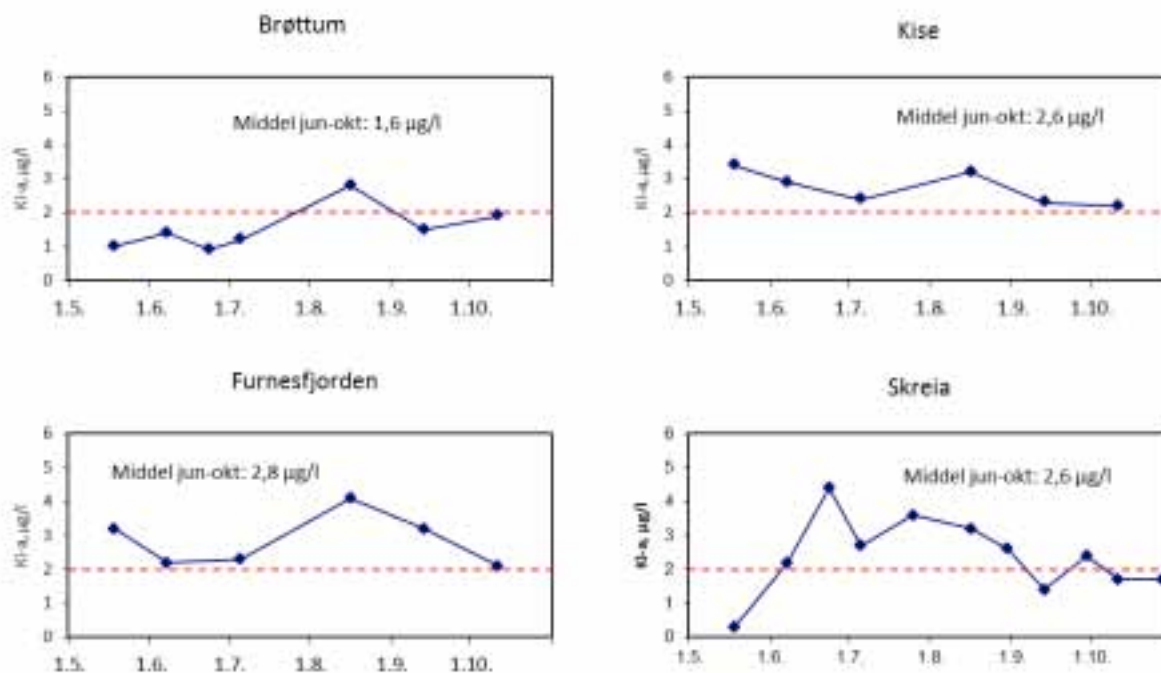 Brøttum
Kl-a, µg/l
6
5
4
3
2
1
0
Middel jun-okt: 1,6 µg/l
1.5. 1.6. 1.7. 1.8. 1.9. 1.10.
Kise
Kl-a, µg/l
6
5
4
3
2
1
0
Middel jun-okt: 2,6 µg/l
1.5. 1.6. 1.7. 1.8. 1.9. 1.10.
Furnesfjorden
Kl-a, µg/l
6
5
4
3
2
1
0
Middel jun-okt: 2,8 µg/l
1.5. 1.6. 1.7. 1.8. 1.9. 1.10.
Skreia
Kl-a, µg/l
6
5
4
3
2
1
0
Middel jun-okt: 2,6 µg/l
1.5. 1.6. 1.7. 1.8. 1.9. 1.10.